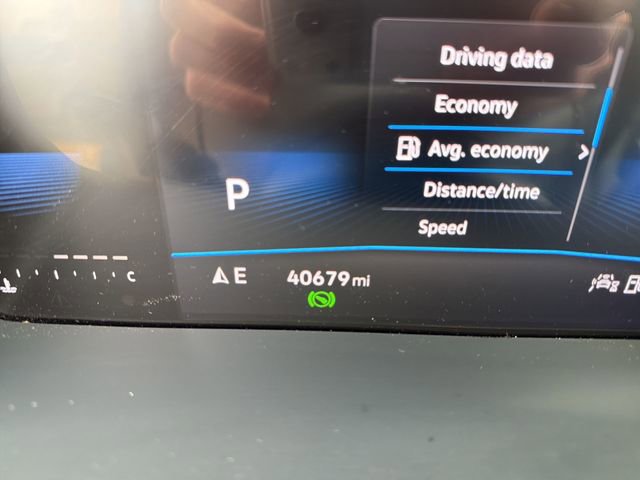 Driving data
Economy
Avg. economy
Distance/time
Speed
P
C
E
40679 mi